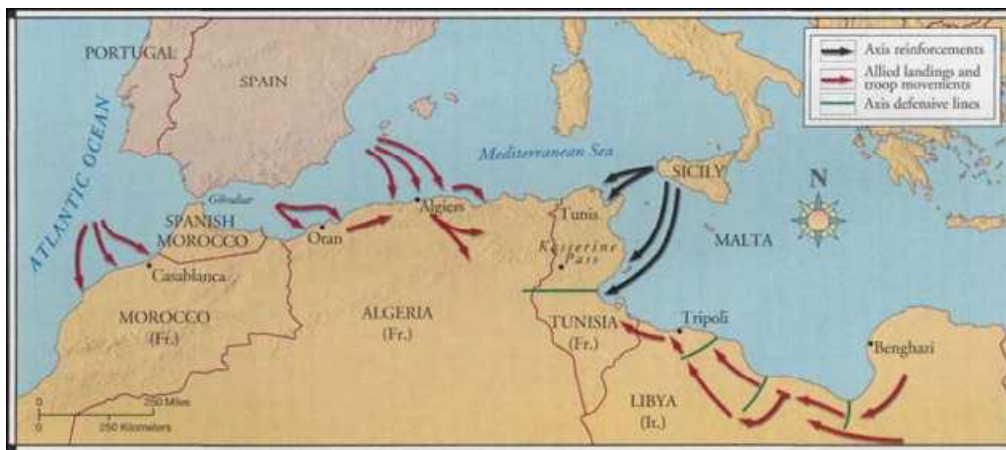 PORTUGAL
SPAIN
ATLANTIC OCEAN
Mediterranean Sea
SICILY
Axis reinforcements
Allied landings and
troop movements
Axis defensive lines
N
Gibraltar
SPANISH
MOROCCO
Algiers
Tunis
Oran
MALTA
Kasserine
Pass
Casablanca
MOROCCO
(Fr.)
ALGERIA
(Fr.)
TUNISIA
(Fr.)
Tripoli
Benghazi
LIBYA
(It.)
0 250 Miles
0 250 Kilometers